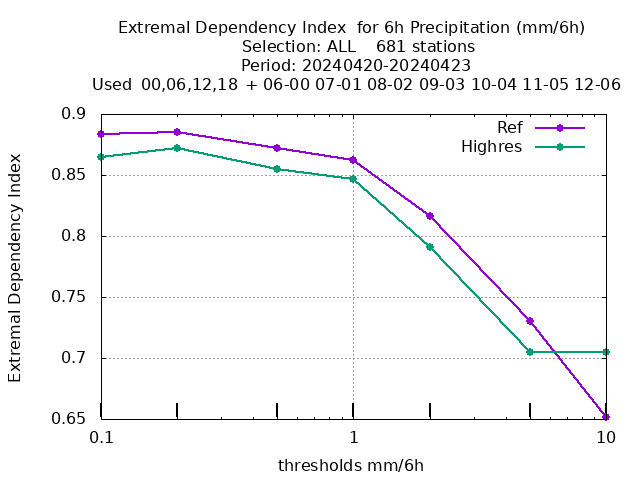 Extremal Dependency Index for 6h Precipitation (mm/6h)
Selection: ALL 681 stations
Period: 20240420-20240423
Used 00,06,12,18 + 06-00 07-01 08-02 09-03 10-04 11-05 12-06
Ref
Highres
Extremal Dependency Index
0.9
0.85
0.8
0.75
0.7
0.65
0.1
1
10
thresholds mm/6h